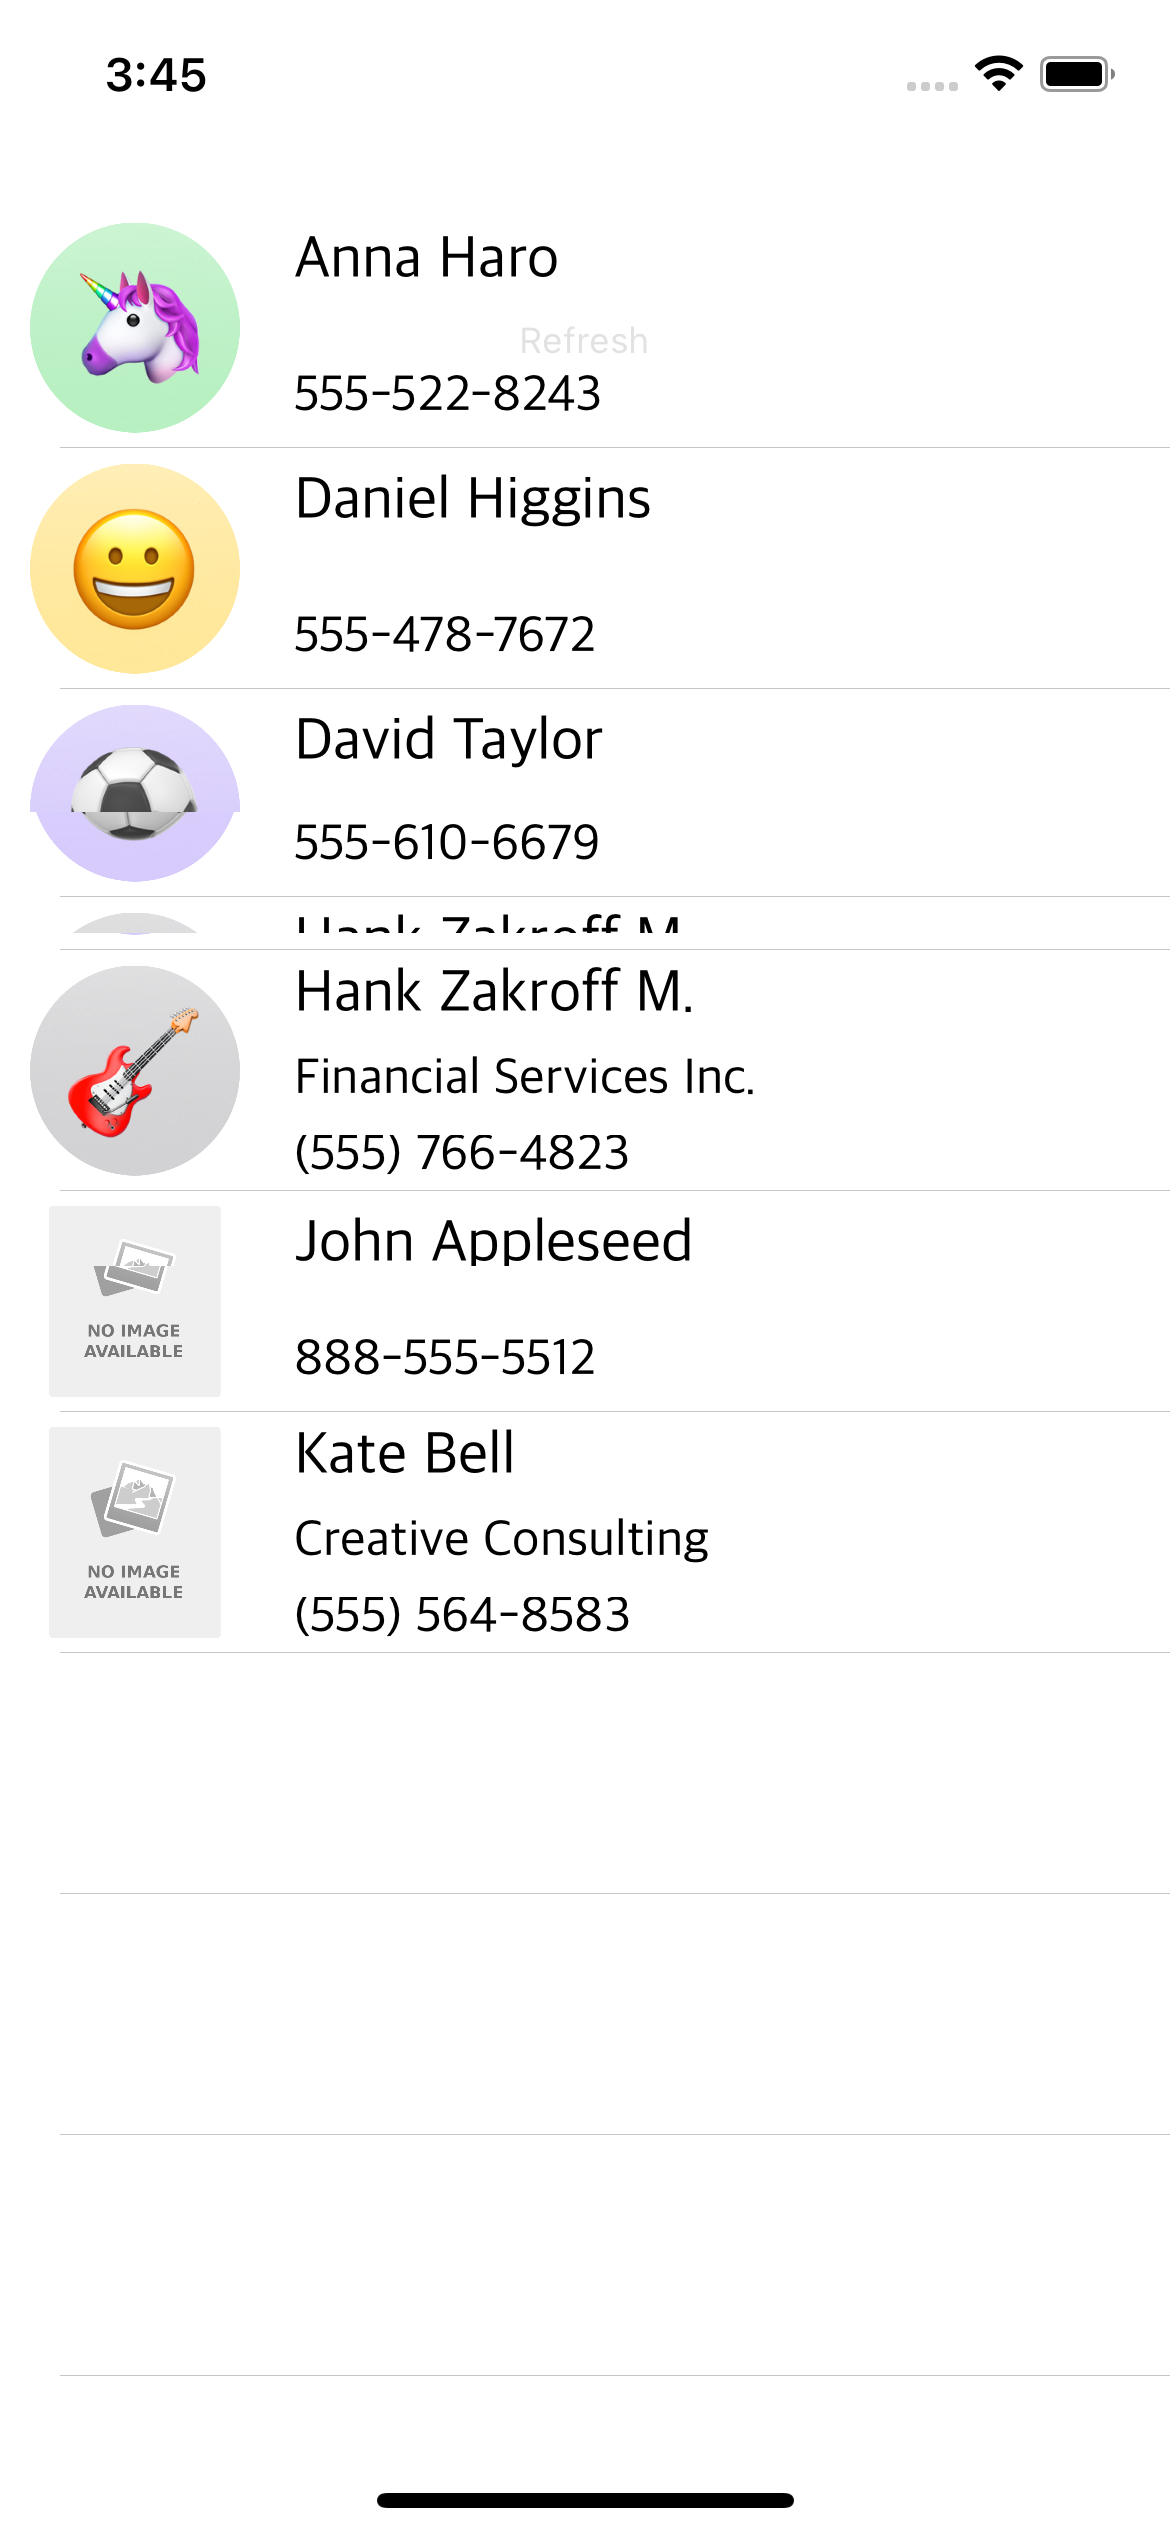 3:45
Anna Haro
Refresh
555-522-8243
Daniel Higgins
555-478-7672
David Taylor
555-610-6679
Hank Zakroff M
Hank Zakroff M.
Financial Services Inc.
(555) 766-4823
John Appleseed
NO IMAGE
AVAILABLE
888-555-5512
Kate Bell
Creative Consulting
NO IMAGE
AVAILABLE
(555) 564-8583